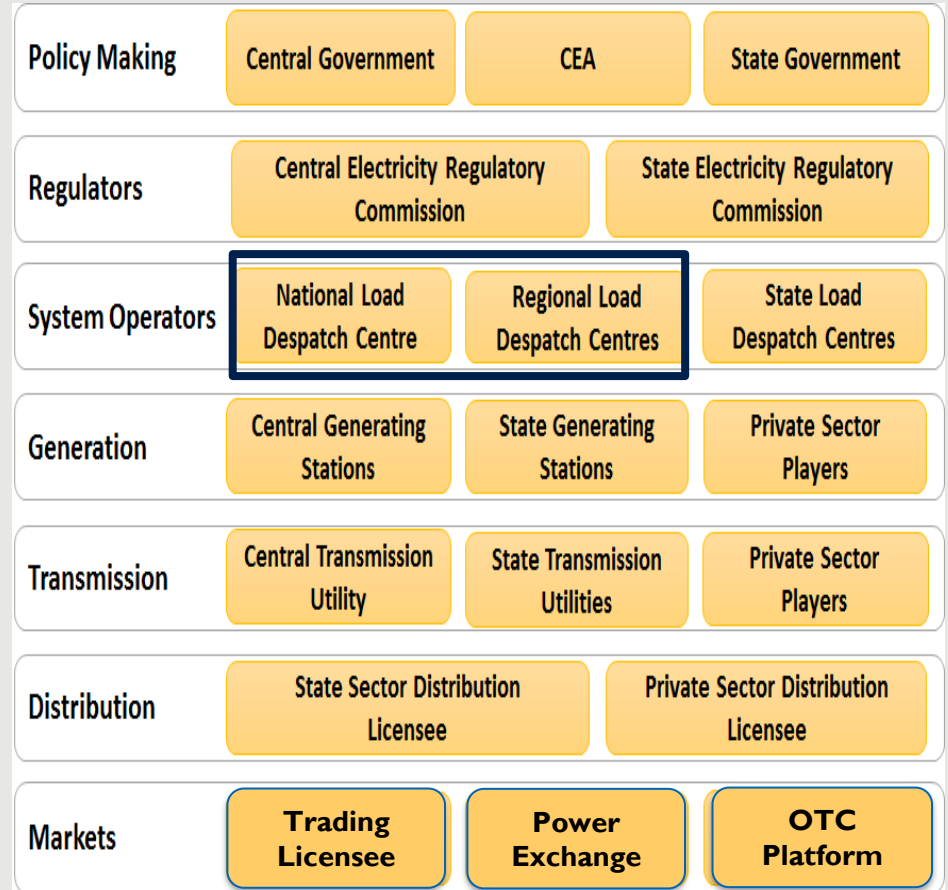 Policy Making
Central Government
CEA
State Government
Regulators
Central Electricity Regulatory
Commission
State Electricity Regulatory
Commission
System Operators
National Load
Despatch Centre
Regional Load
Despatch Centres
State Load
Despatch Centres
Generation
Central Generating
Stations
State Generating
Stations
Private Sector
Players
Transmission
Central Transmission
Utility
State Transmission
Utilities
Private Sector
Players
Distribution
State Sector Distribution
Licensee
Private Sector Distribution
Licensee
Markets
Trading
Licensee
Power
Exchange
OTC
Platform